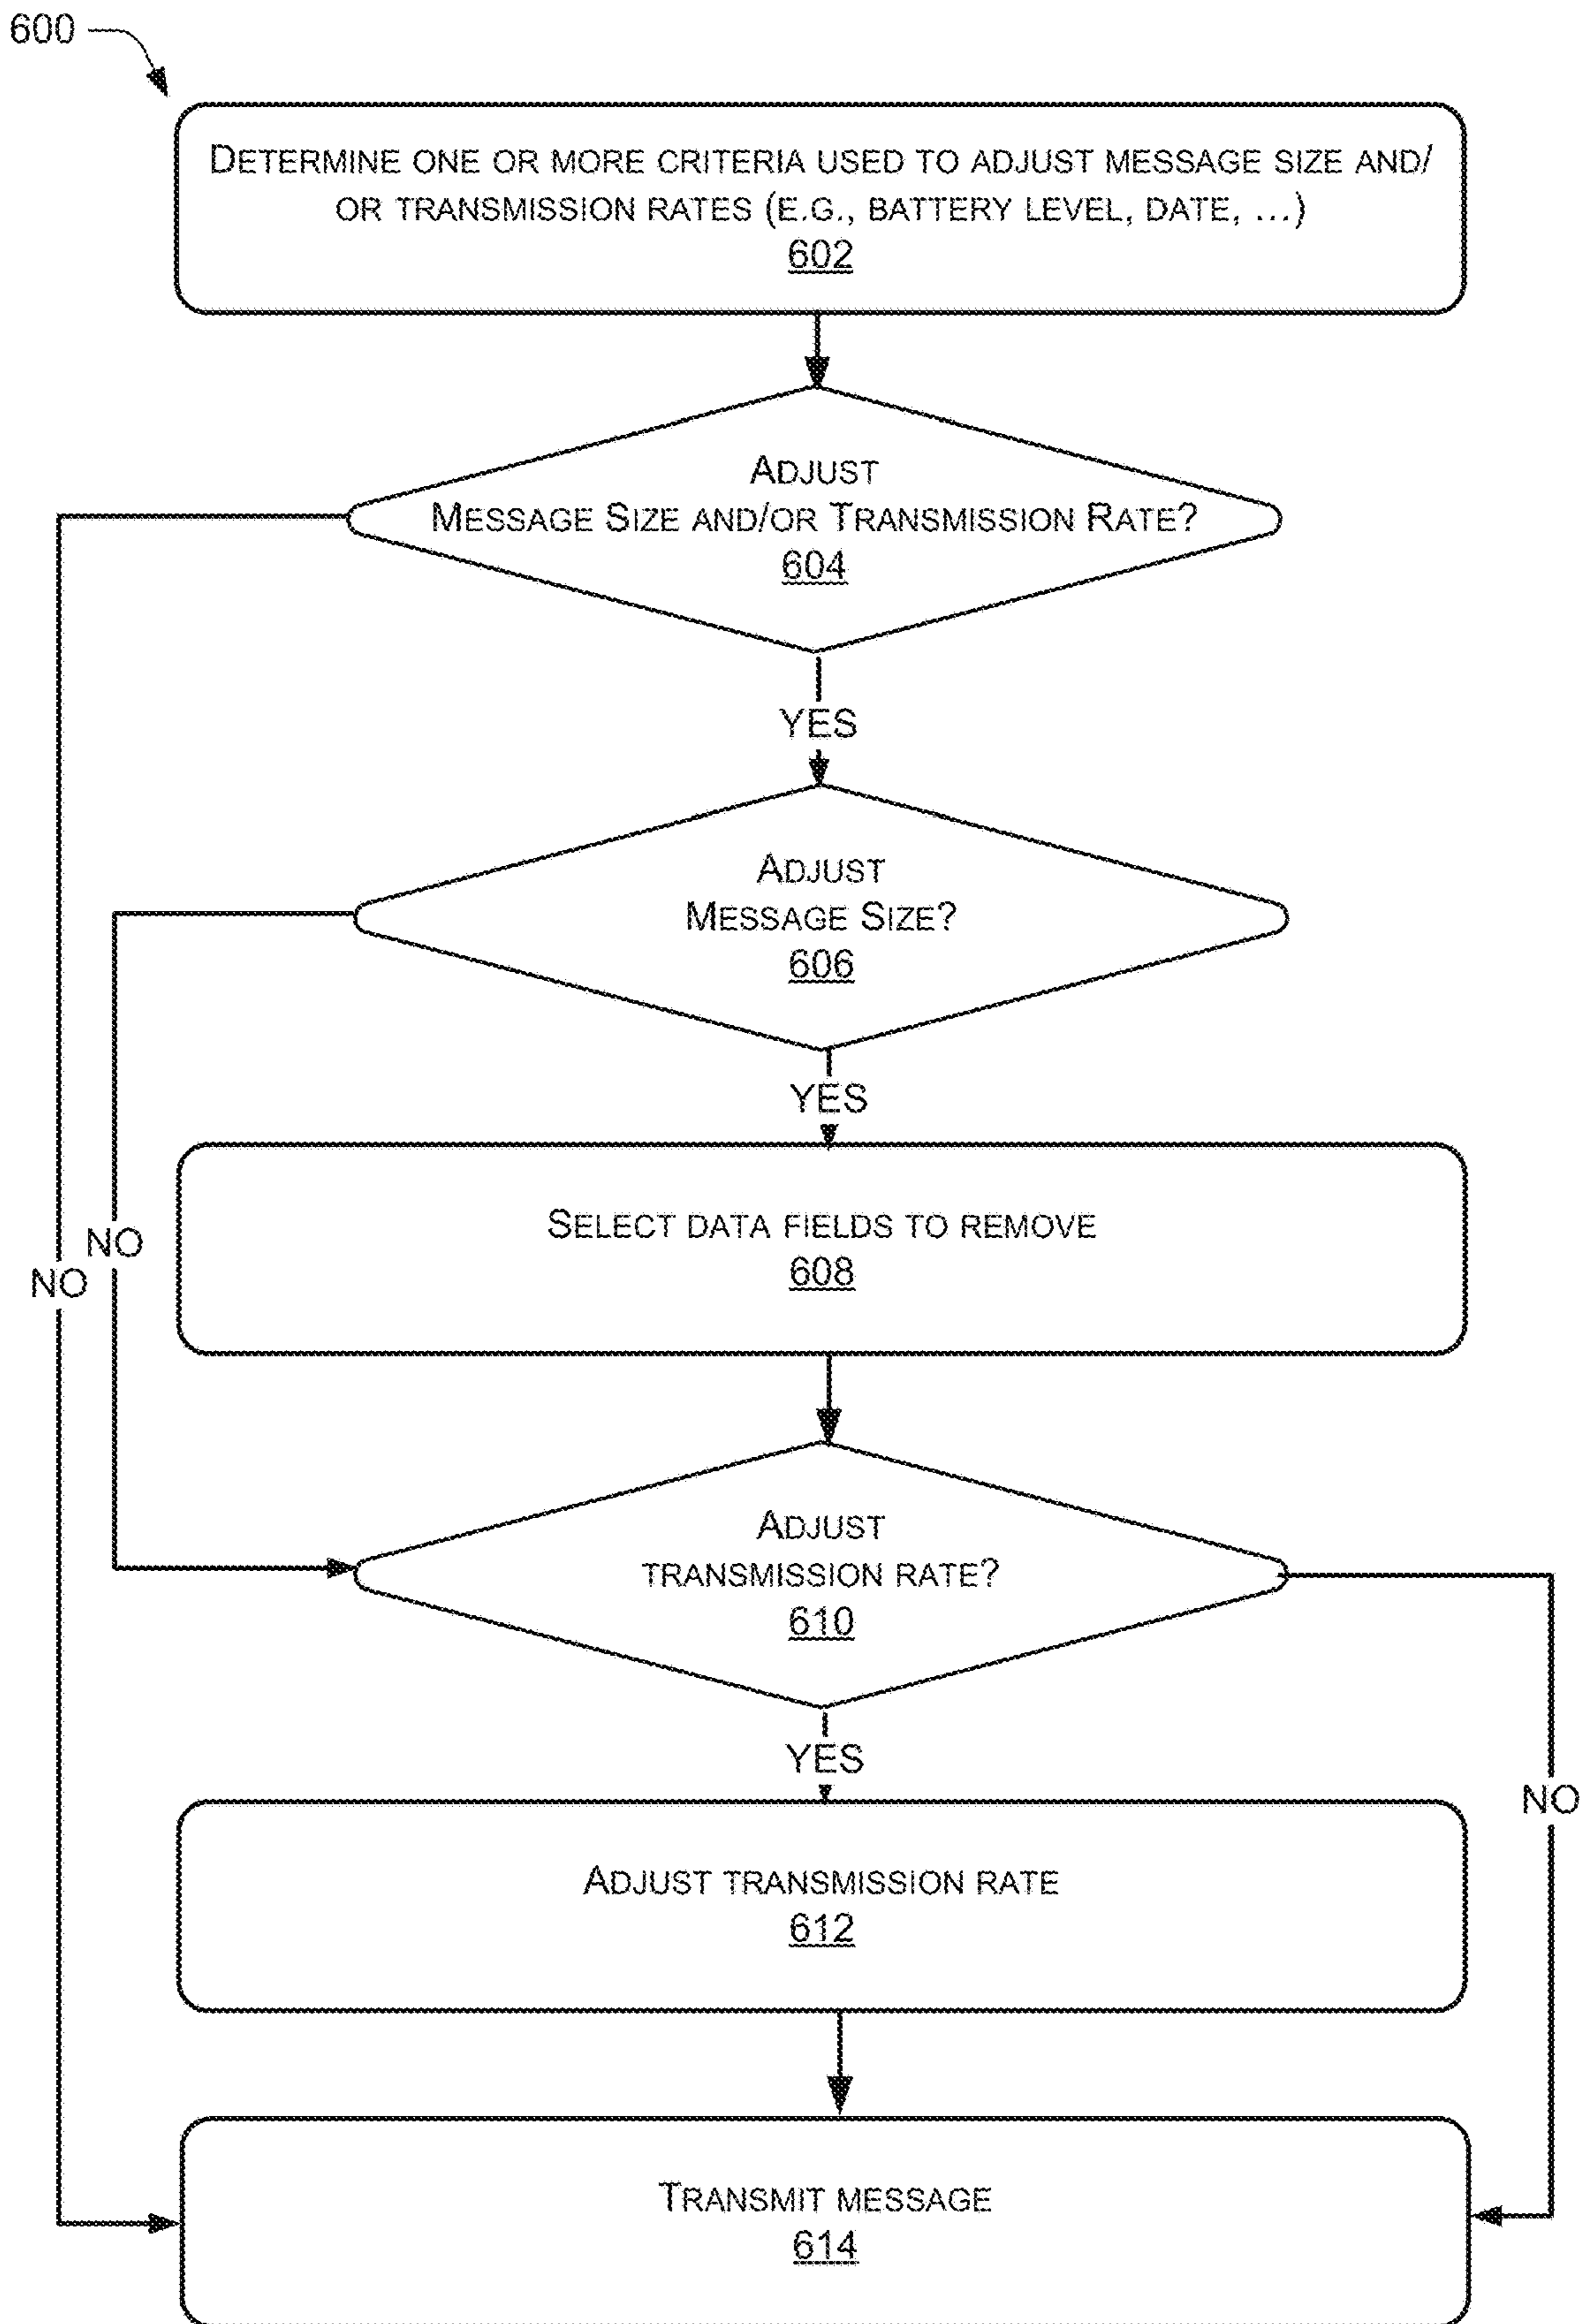 600
DETERMINE ONE OR MORE CRITERIA USED TO ADJUST MESSAGE SIZE AND/
OR TRANSMISSION RATES (E.G., BATTERY LEVEL, DATE, ...)
602
ADJUST
MESSAGE SIZE AND/OR TRANSMISSION RATE?
604
YES
ADJUST
MESSAGE SIZE?
606
YES
SELECT DATA FIELDS TO REMOVE
608
NO
NO
ADJUST
TRANSMISSION RATE?
610
YES
NO
ADJUST TRANSMISSION RATE
612
TRANSMIT MESSAGE
614